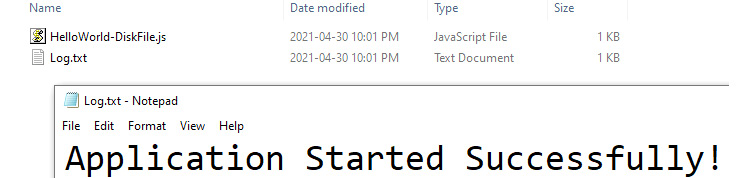 Name Date modified Type Size
HelloWorld-DiskFile.js 2021-04-30 10:01 PM JavaScript File 1 KB
Log.txt 2021-04-30 10:01 PM Text Document 1 KB
Log.txt - Notepad
File Edit Format View Help
Application Started Successfully!